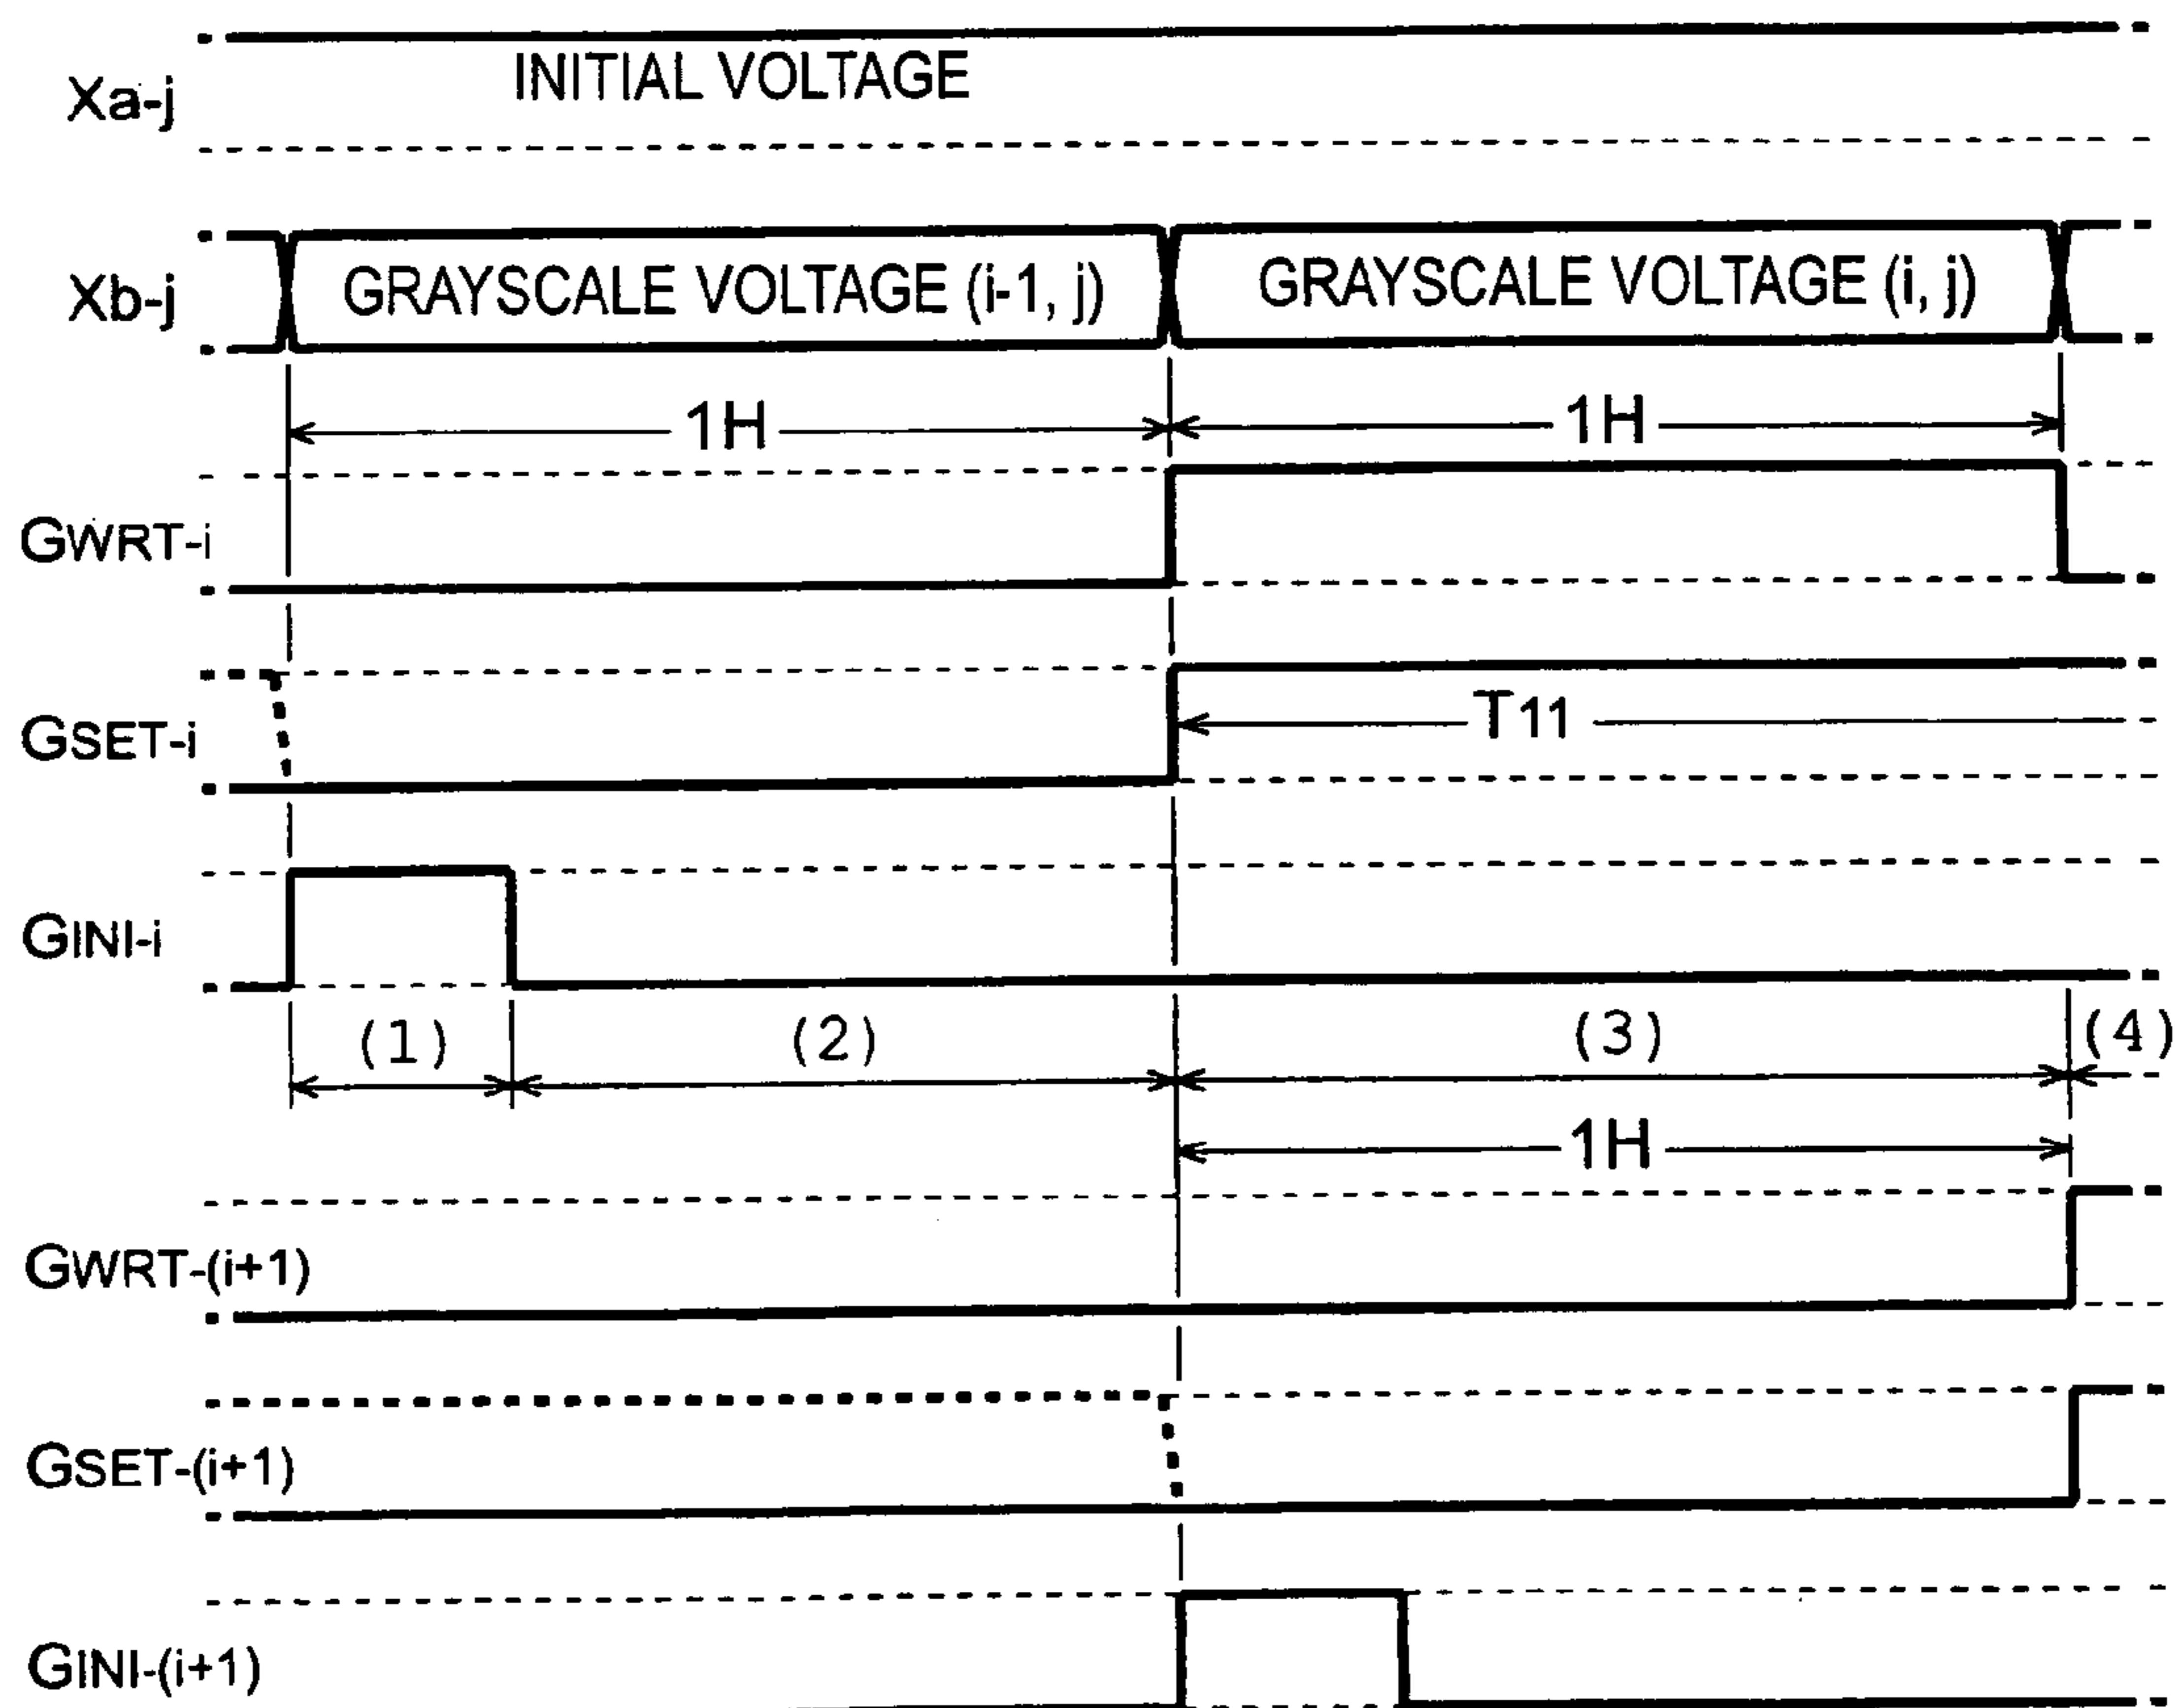 INITIAL VOLTAGE
Xa-j
Xb-j GRAYSCALE VOLTAGE (i-1, j) GRAYSCALE VOLTAGE (i, j)
1H 1H
GWRT-i
GSET-i T11
GINI-i
(1) (2) (3) (4)
1H
GWRT-(i+1)
GSET-(i+1)
GINI-(i+1)